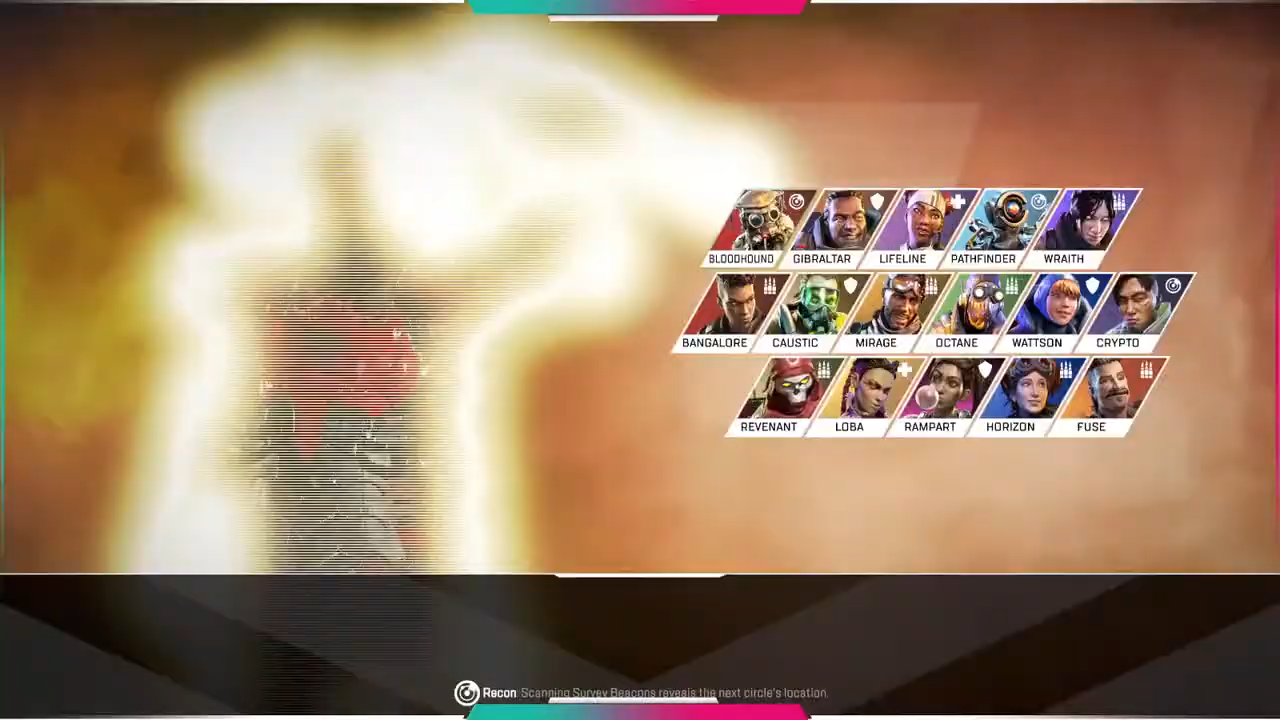 BLOODHOUND GIBRALTAR LIFELINE PATHFINDER WRAITH
BANGALORE CAUSTIC MIRAGE OCTANE WATTSON CRYPTO
REVENANT LOBA RAMPART HORIZON FUSE
Recon Scanning Survey Beacons reveals the next circle's location.